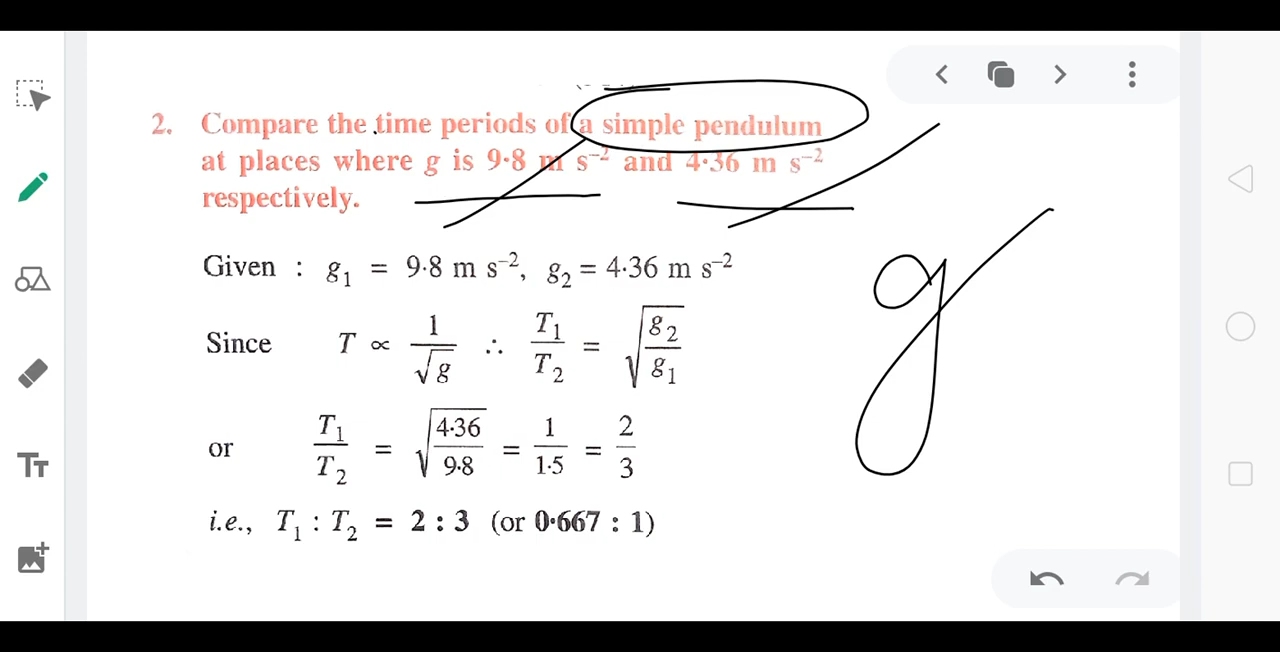 2. Compare the time periods of a simple pendulum
at places where g is 9·8 m s⁻² and 4·36 m s⁻²
respectively.
Given : g₁ = 9·8 m s⁻², g₂ = 4·36 m s⁻²
Since T ∝ 1/√g ∴ T₁/T₂ = √(g₂/g₁)
or T₁/T₂ = √(4·36/9·8) = 1/1·5 = 2/3
i.e., T₁ : T₂ = 2 : 3 (or 0·667 : 1)
g
TT